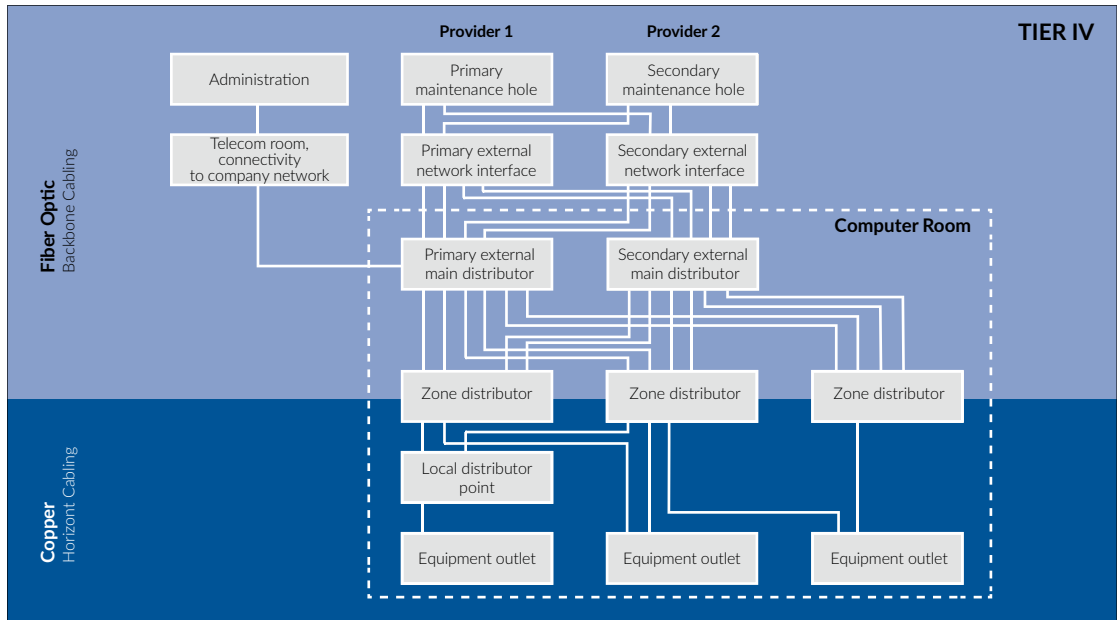 TIER IV
Provider 1
Provider 2
Administration
Primary
maintenance hole
Secondary
maintenance hole
Telecom room,
connectivity
to company network
Primary external
network interface
Secondary external
network interface
Fiber Optic
Backbone Cabling
Computer Room
Primary external
main distributor
Secondary external
main distributor
Zone distributor
Zone distributor
Zone distributor
Copper
Horizont Cabling
Local distributor
point
Equipment outlet
Equipment outlet
Equipment outlet